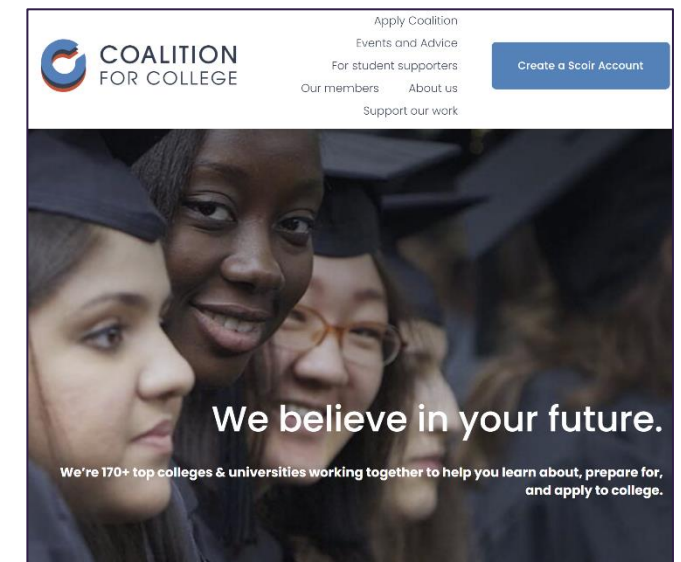 COALITION
FOR COLLEGE
Apply Coalition
Events and Advice
For student supporters
Our members About us
Support our work
Create a Scoir Account
We believe in your future.
We're 170+ top colleges & universities working together to help you learn about, prepare for,
and apply to college.